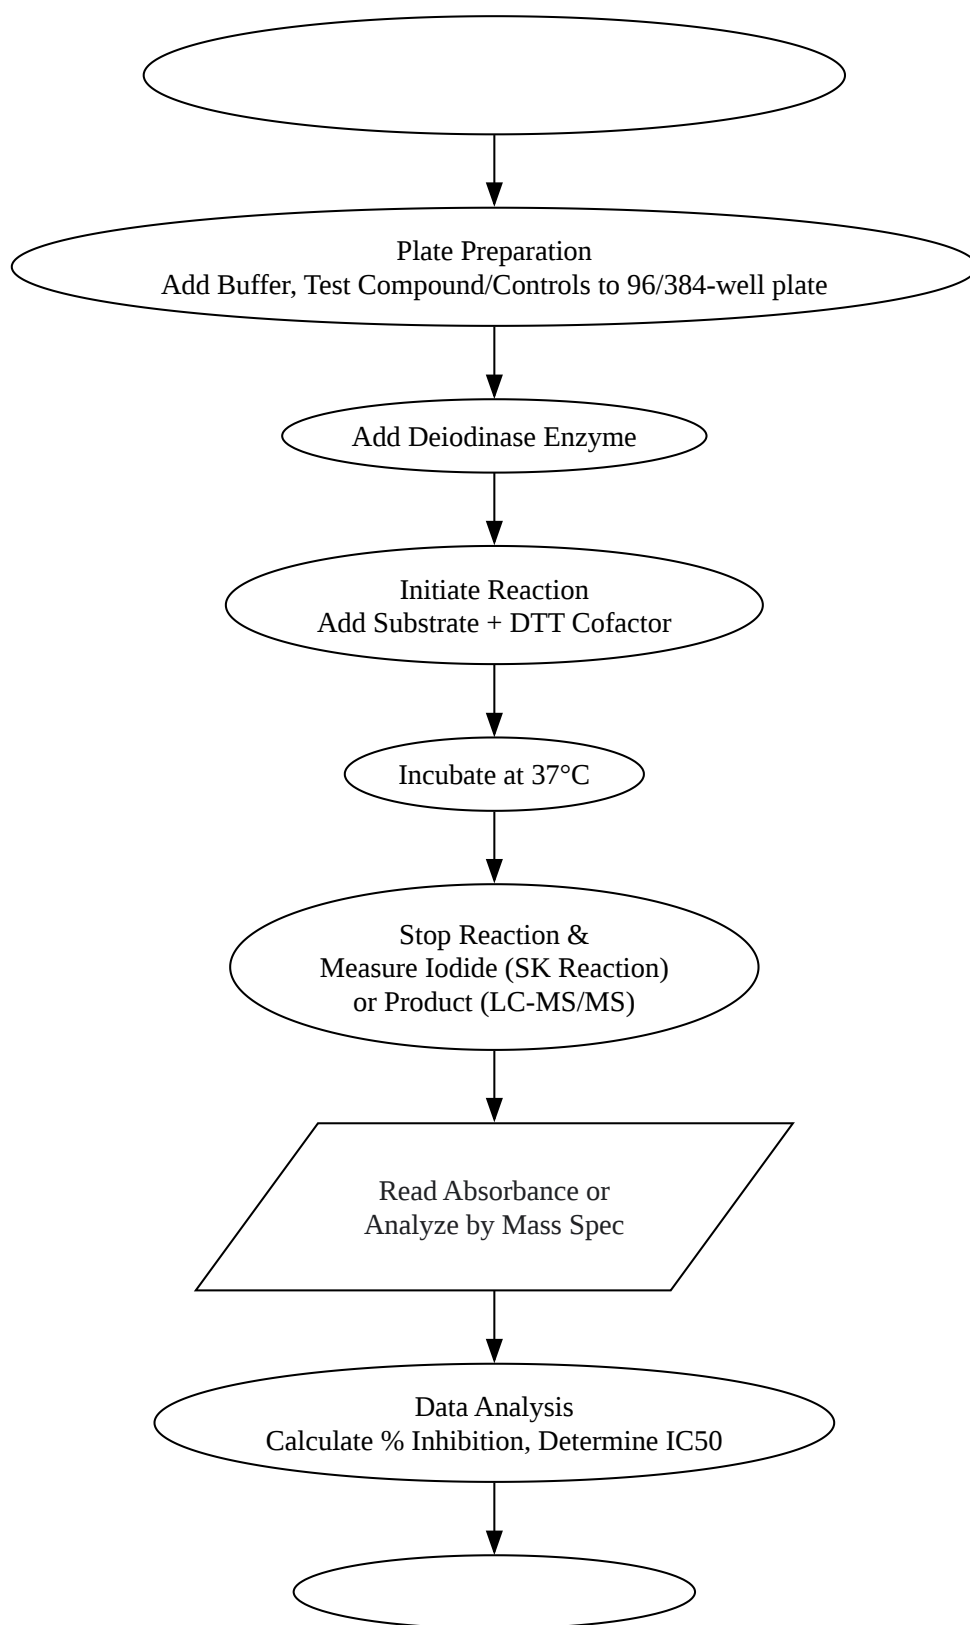 Plate Preparation
Add Buffer, Test Compound/Controls to 96/384-well plate
Add Deiodinase Enzyme
Initiate Reaction
Add Substrate + DTT Cofactor
Incubate at 37°C
Stop Reaction &
Measure Iodide (SK Reaction)
or Product (LC-MS/MS)
Read Absorbance or
Analyze by Mass Spec
Data Analysis
Calculate % Inhibition, Determine IC50